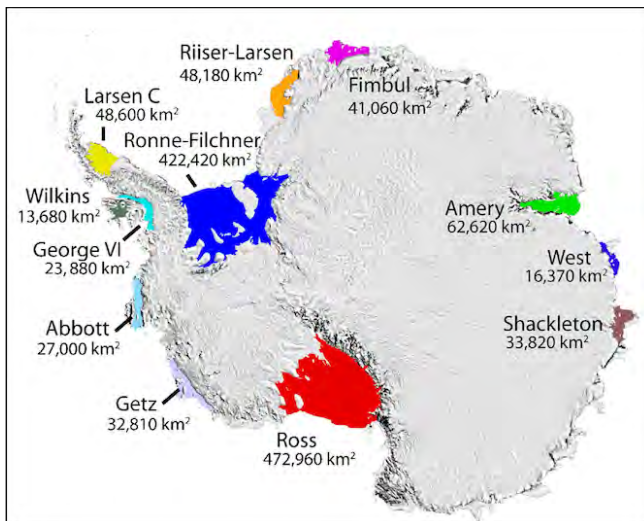 Riiser-Larsen
48,180 km²
Fimbul
41,060 km²
Larsen C
48,600 km²
Ronne-Filchner
422,420 km²
Wilkins
13,680 km²
George VI
23,880 km²
Amery
62,620 km²
West
16,370 km²
Abbott
27,000 km²
Shackleton
33,820 km²
Getz
32,810 km²
Ross
472,960 km²